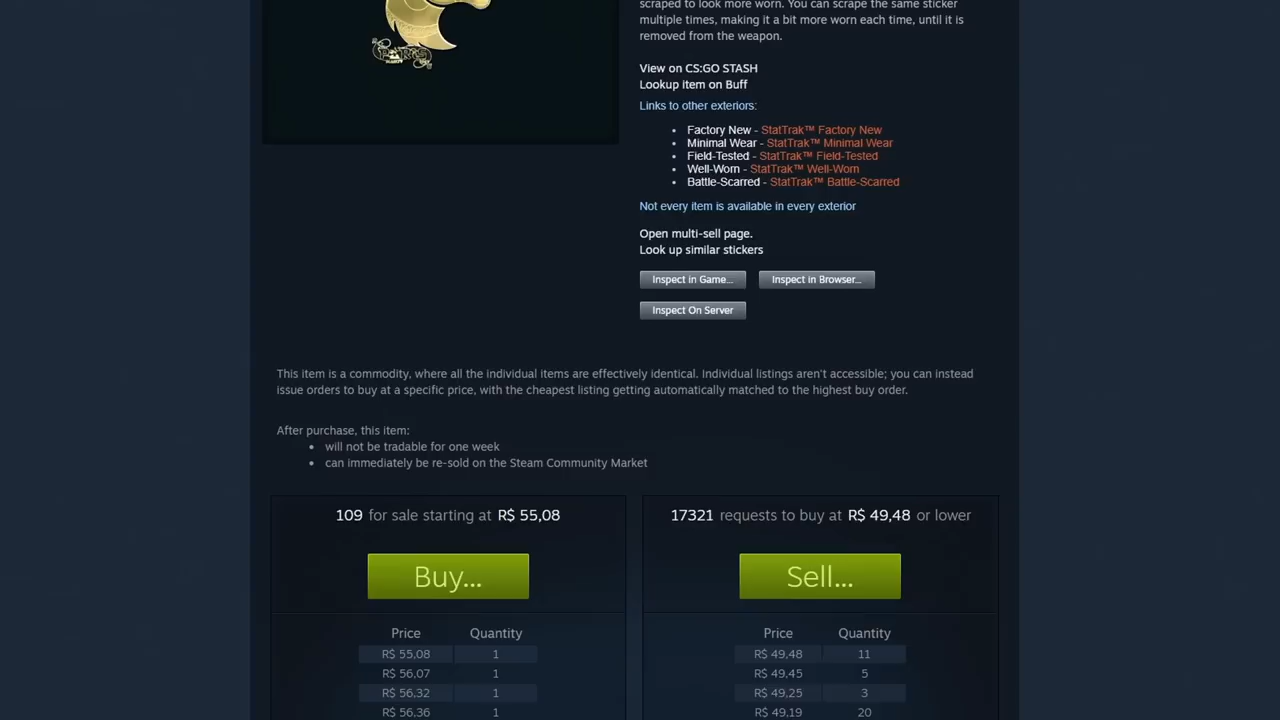 scraped to look more worn. You can scrape the same sticker
multiple times, making it a bit more worn each time, until it is
removed from the weapon.
View on CS:GO STASH
Lookup item on Buff
Links to other exteriors:
• Factory New - StatTrak™ Factory New
• Minimal Wear - StatTrak™ Minimal Wear
• Field-Tested - StatTrak™ Field-Tested
• Well-Worn - StatTrak™ Well-Worn
• Battle-Scarred - StatTrak™ Battle-Scarred
Not every item is available in every exterior
Open multi-sell page.
Look up similar stickers
Inspect in Game... Inspect in Browser...
Inspect On Server
This item is a commodity, where all the individual items are effectively identical. Individual listings aren't accessible; you can instead
issue orders to buy at a specific price, with the cheapest listing getting automatically matched to the highest buy order.
After purchase, this item:
• will not be tradable for one week
• can immediately be re-sold on the Steam Community Market
109 for sale starting at R$ 55,08
Buy...
Price Quantity
R$ 55,08 1
R$ 56,07 1
R$ 56,32 1
R$ 56,36 1
17321 requests to buy at R$ 49,48 or lower
Sell...
Price Quantity
R$ 49,48 11
R$ 49,45 5
R$ 49,25 3
R$ 49,19 20